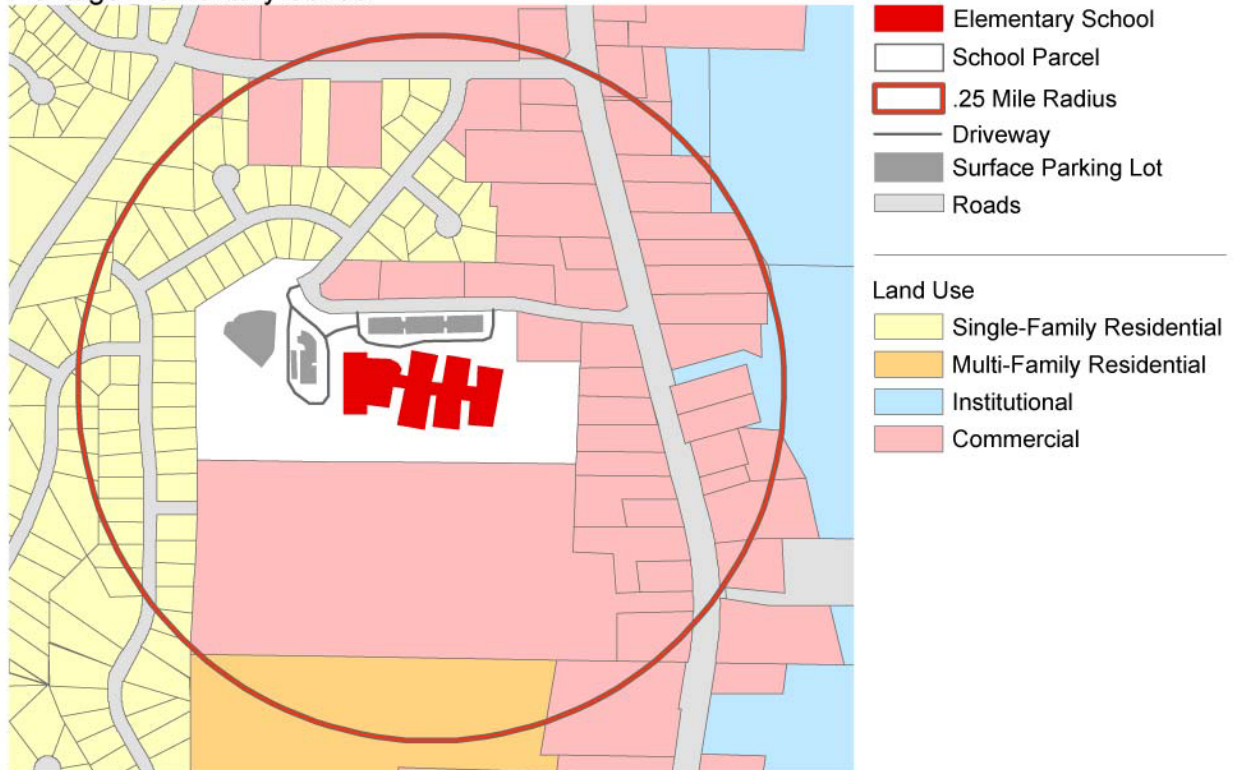 Elementary School
School Parcel
.25 Mile Radius
Driveway
Surface Parking Lot
Roads
Land Use
Single-Family Residential
Multi-Family Residential
Institutional
Commercial